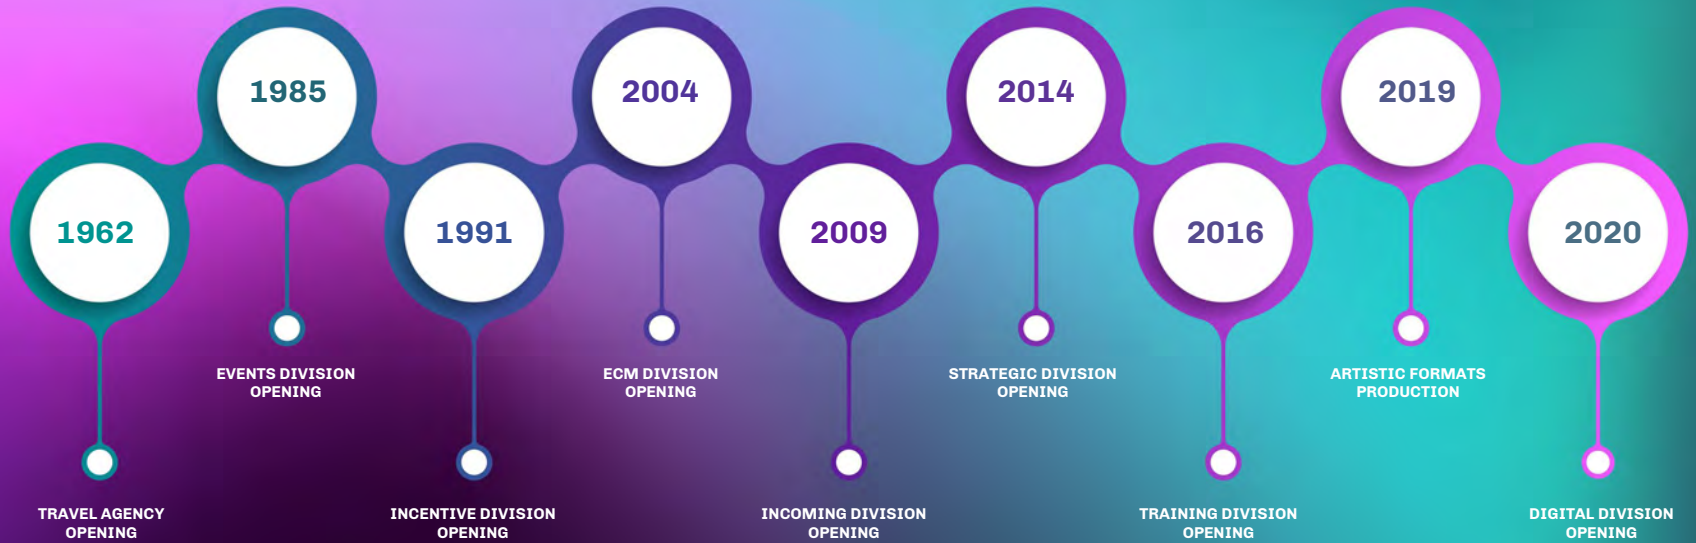 1962
TRAVEL AGENCY
OPENING
1985
EVENTS DIVISION
OPENING
1991
INCENTIVE DIVISION
OPENING
2004
ECM DIVISION
OPENING
2009
INCOMING DIVISION
OPENING
2014
STRATEGIC DIVISION
OPENING
2016
TRAINING DIVISION
OPENING
2019
ARTISTIC FORMATS
PRODUCTION
2020
DIGITAL DIVISION
OPENING